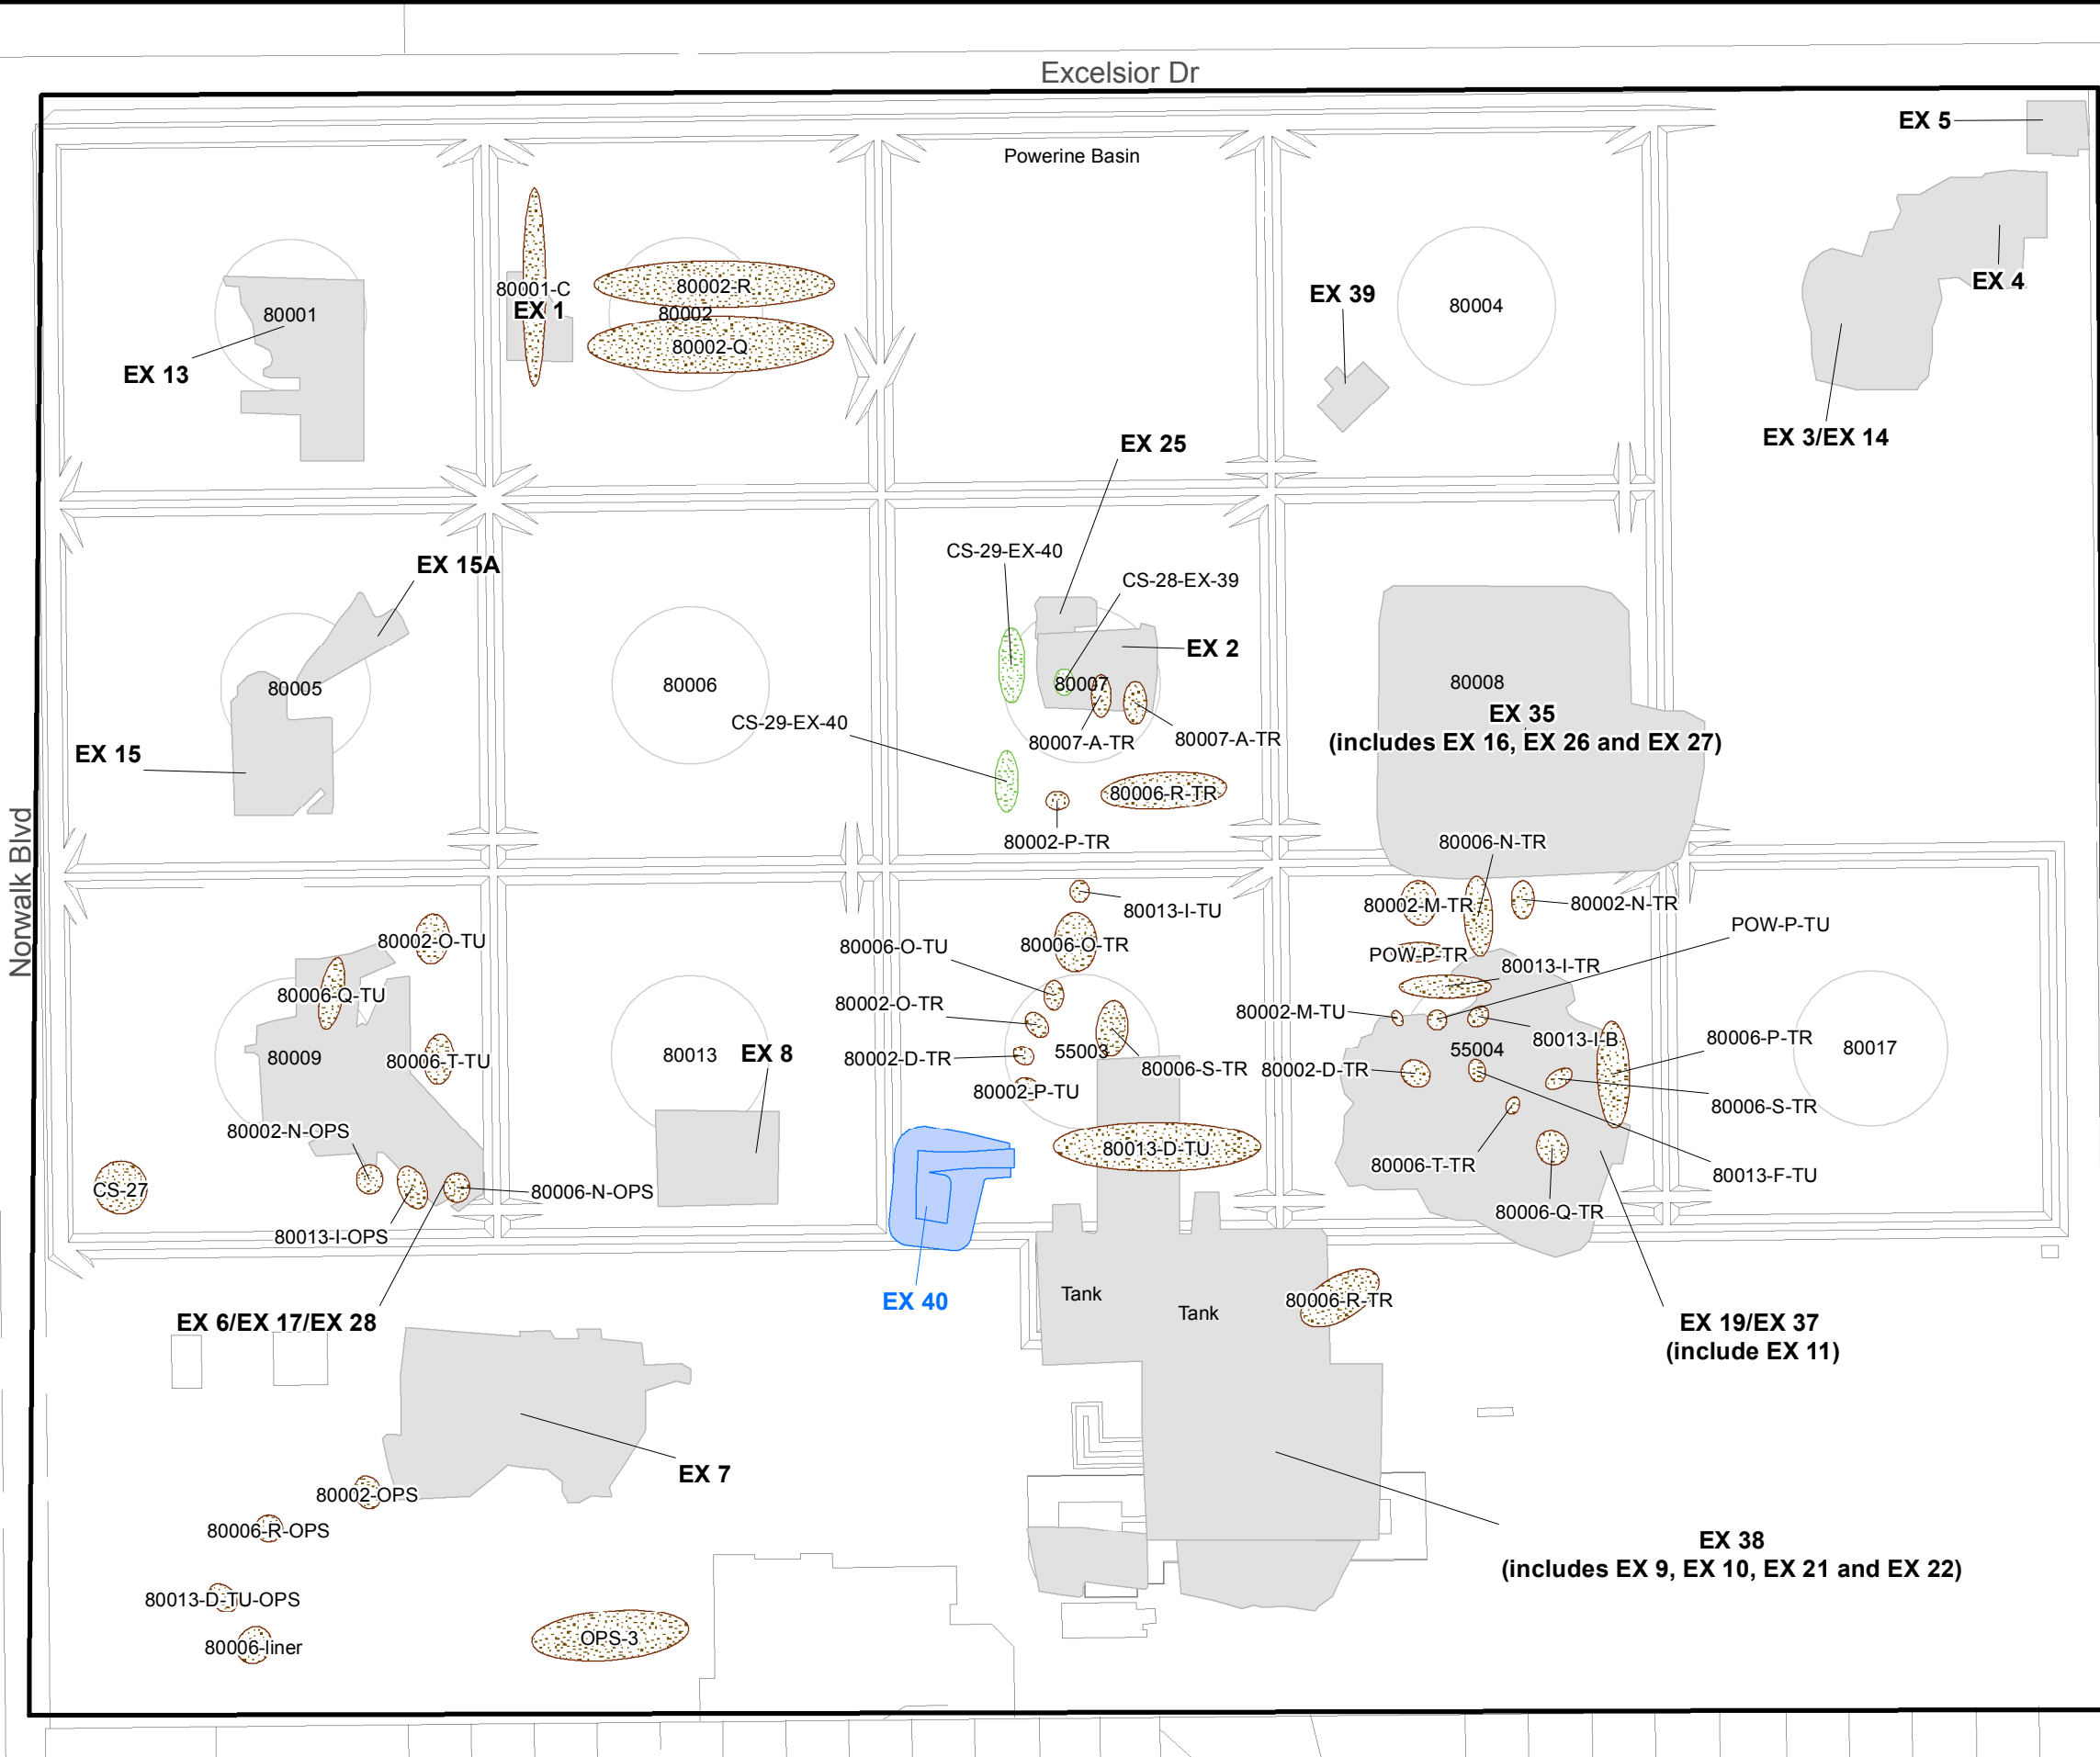 Excelsior Dr
EX 5
Powerine Basin
80001-C
EX 1
80002-R
80002
80002-Q
80001
EX 13
EX 39
80004
EX 4
EX 3/EX 14
EX 25
CS-29-EX-40
CS-28-EX-39
EX 15A
EX 2
80005
80006
80007
80008
EX 35
(includes EX 16, EX 26 and EX 27)
CS-29-EX-40
80007-A-TR
80007-A-TR
EX 15
80006-R-TR
80002-P-TR
80006-N-TR
Norwalk Blvd
80013-I-TU
80002-M-TR
80002-N-TR
POW-P-TU
80002-O-TU
80006-O-TU
80006-O-TR
POW-P-TR
80013-I-TR
80006-Q-TU
80002-O-TR
80002-M-TU
80013-I-B
80006-P-TR
80009
80006-T-TU
80013
EX 8
80002-D-TR
55003
80006-S-TR
80002-D-TR
55004
80017
80002-P-TU
80006-S-TR
80002-N-OPS
80013-D-TU
80006-T-TR
80013-F-TU
CS-27
80006-N-OPS
80006-Q-TR
80013-I-OPS
EX 40
Tank
Tank
80006-R-TR
EX 6/EX 17/EX 28
EX 19/EX 37
(include EX 11)
EX 7
80002-OPS
80006-R-OPS
EX 38
(includes EX 9, EX 10, EX 21 and EX 22)
80013-D-TU-OPS
80006-liner
OPS-3